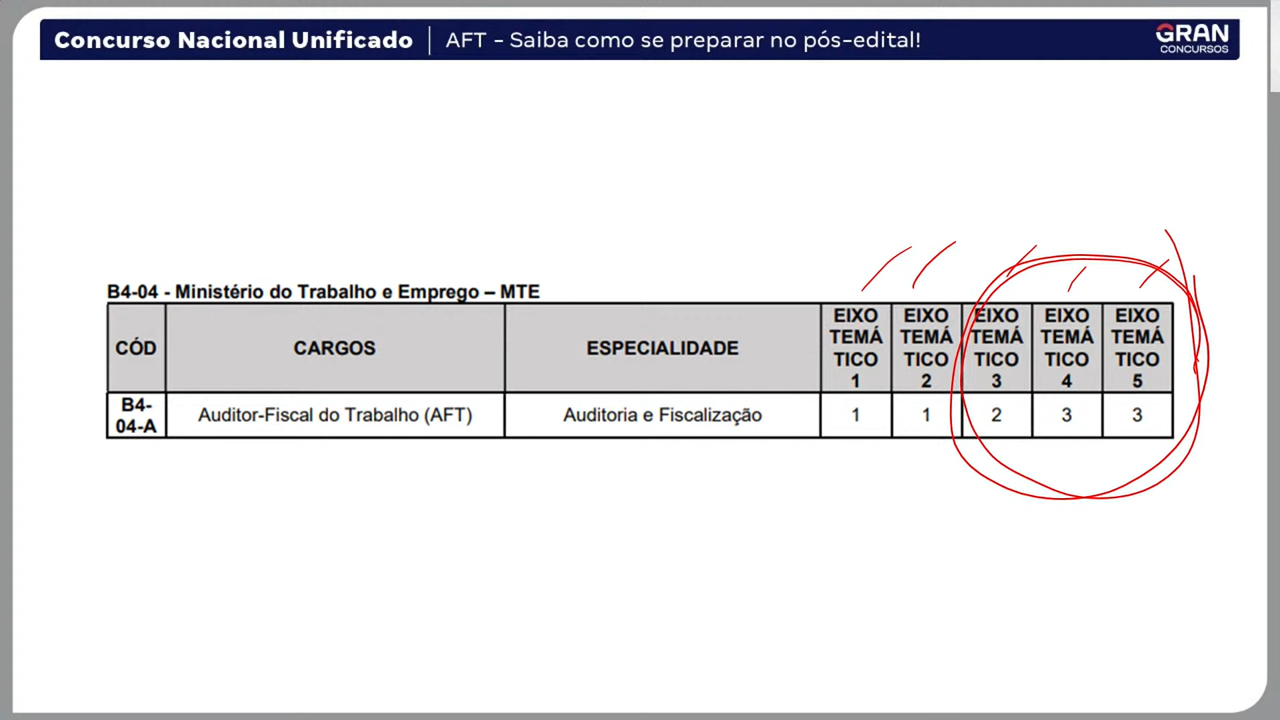 Concurso Nacional Unificado | AFT - Saiba como se preparar no pós-edital!
GRAN
CONCURSOS
B4-04 - Ministério do Trabalho e Emprego – MTE
CÓD
CARGOS
ESPECIALIDADE
EIXO
TEMÁ
TICO
1
EIXO
TEMÁ
TICO
2
EIXO
TEMÁ
TICO
3
EIXO
TEMÁ
TICO
4
EIXO
TEMÁ
TICO
5
B4-
04-A
Auditor-Fiscal do Trabalho (AFT)
Auditoria e Fiscalização
1
1
2
3
3